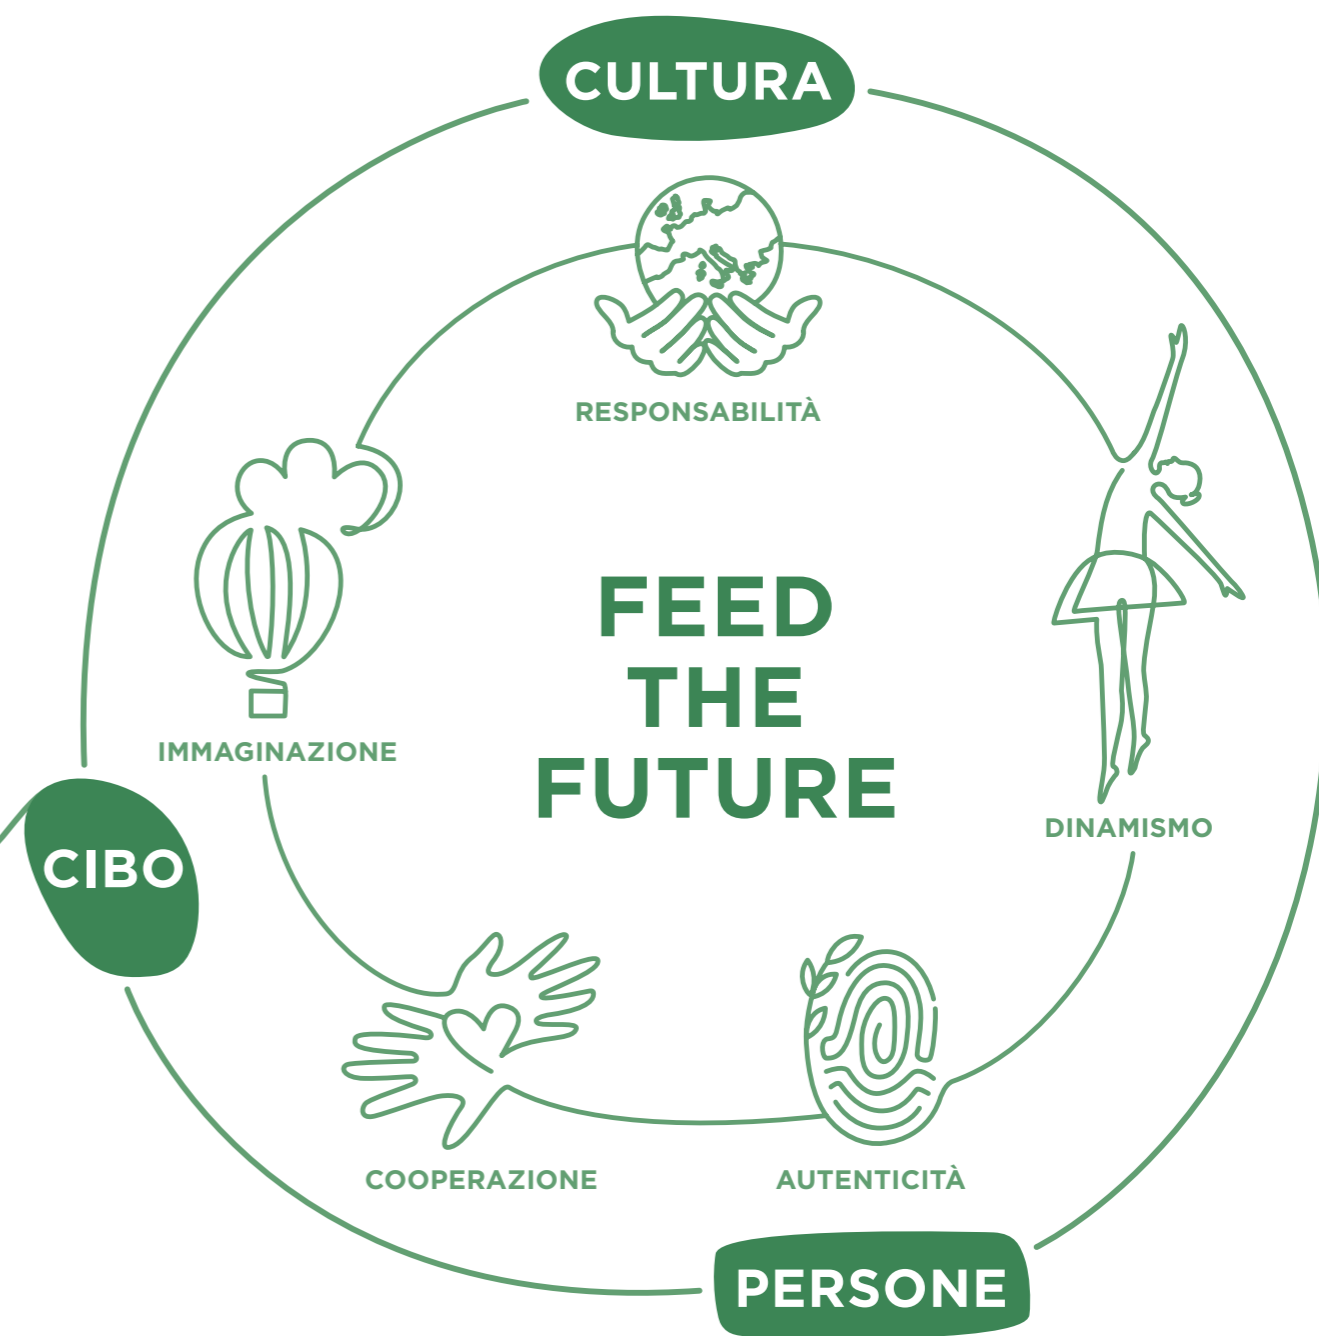 CULTURA
RESPONSABILITÀ
FEED
THE
FUTURE
IMMAGINAZIONE
DINAMISMO
CIBO
COOPERAZIONE
AUTENTICITÀ
PERSONE